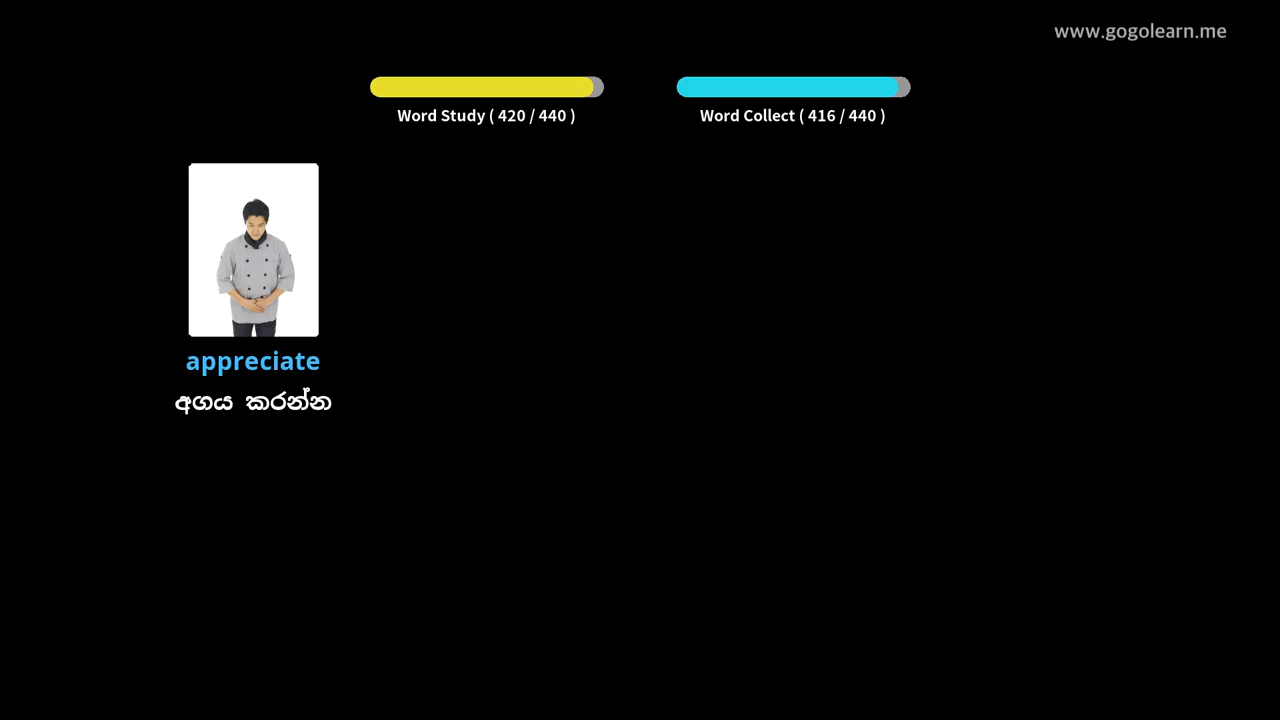 www.gogolearn.me
Word Study ( 420 / 440 )
Word Collect ( 416 / 440 )
appreciate
අගය කරන්න